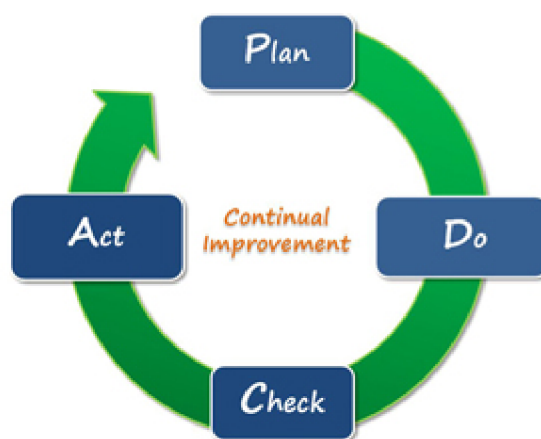 Plan
Act
Continual
Improvement
Do
Check